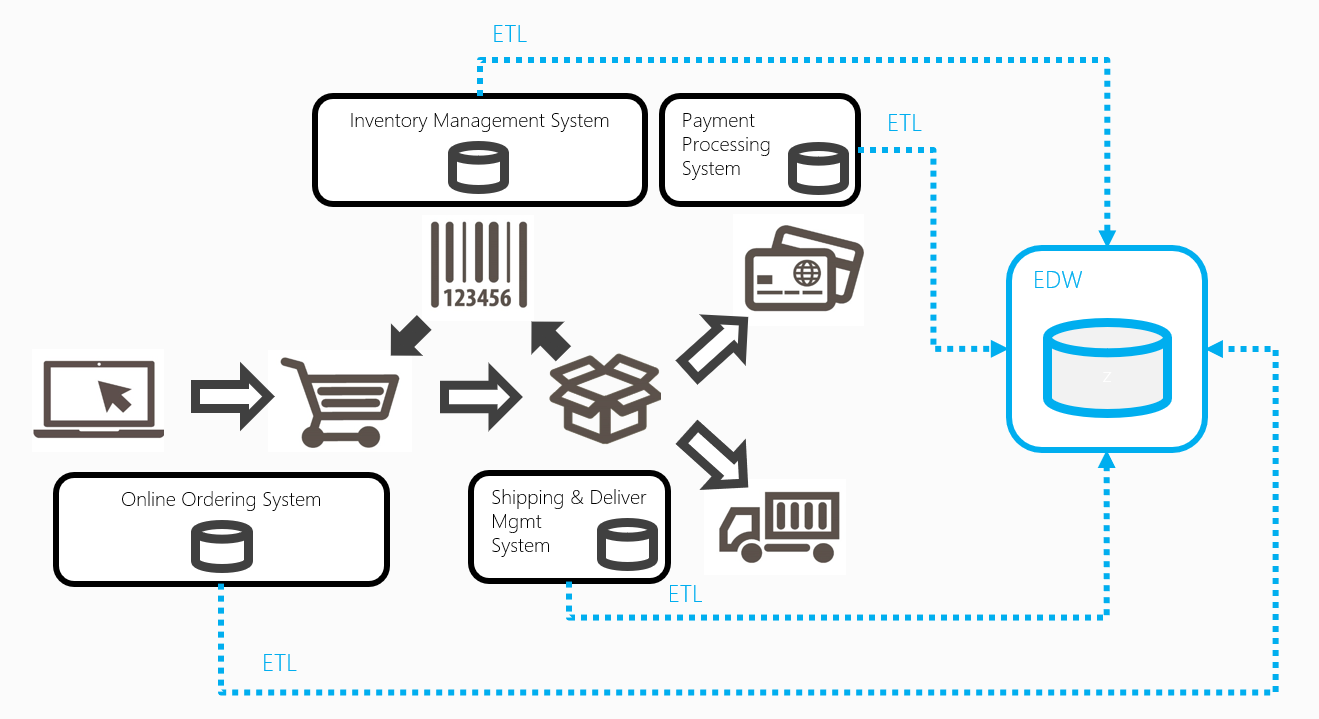 ETL
Inventory Management System
Payment
Processing
System
ETL
123456
EDW
z
Online Ordering System
Shipping & Deliver
Mgmt
System
ETL
ETL